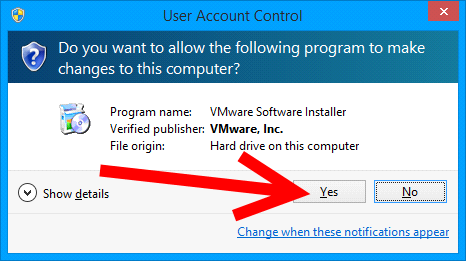 User Account Control
Do you want to allow the following program to make
changes to this computer?
Program name: VMware Software Installer
Verified publisher: VMware, Inc.
File origin: Hard drive on this computer
Show details
Yes
No
Change when these notifications appear